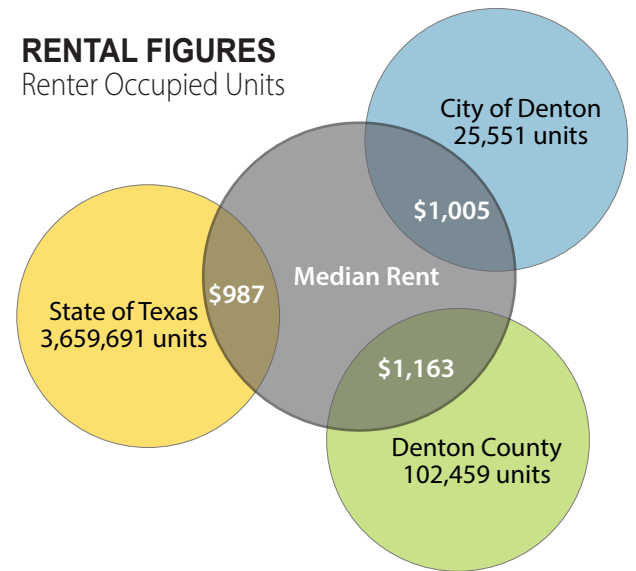 RENTAL FIGURES
Renter Occupied Units
City of Denton
25,551 units
$1,005
Median Rent
$987
State of Texas
3,659,691 units
$1,163
Denton County
102,459 units